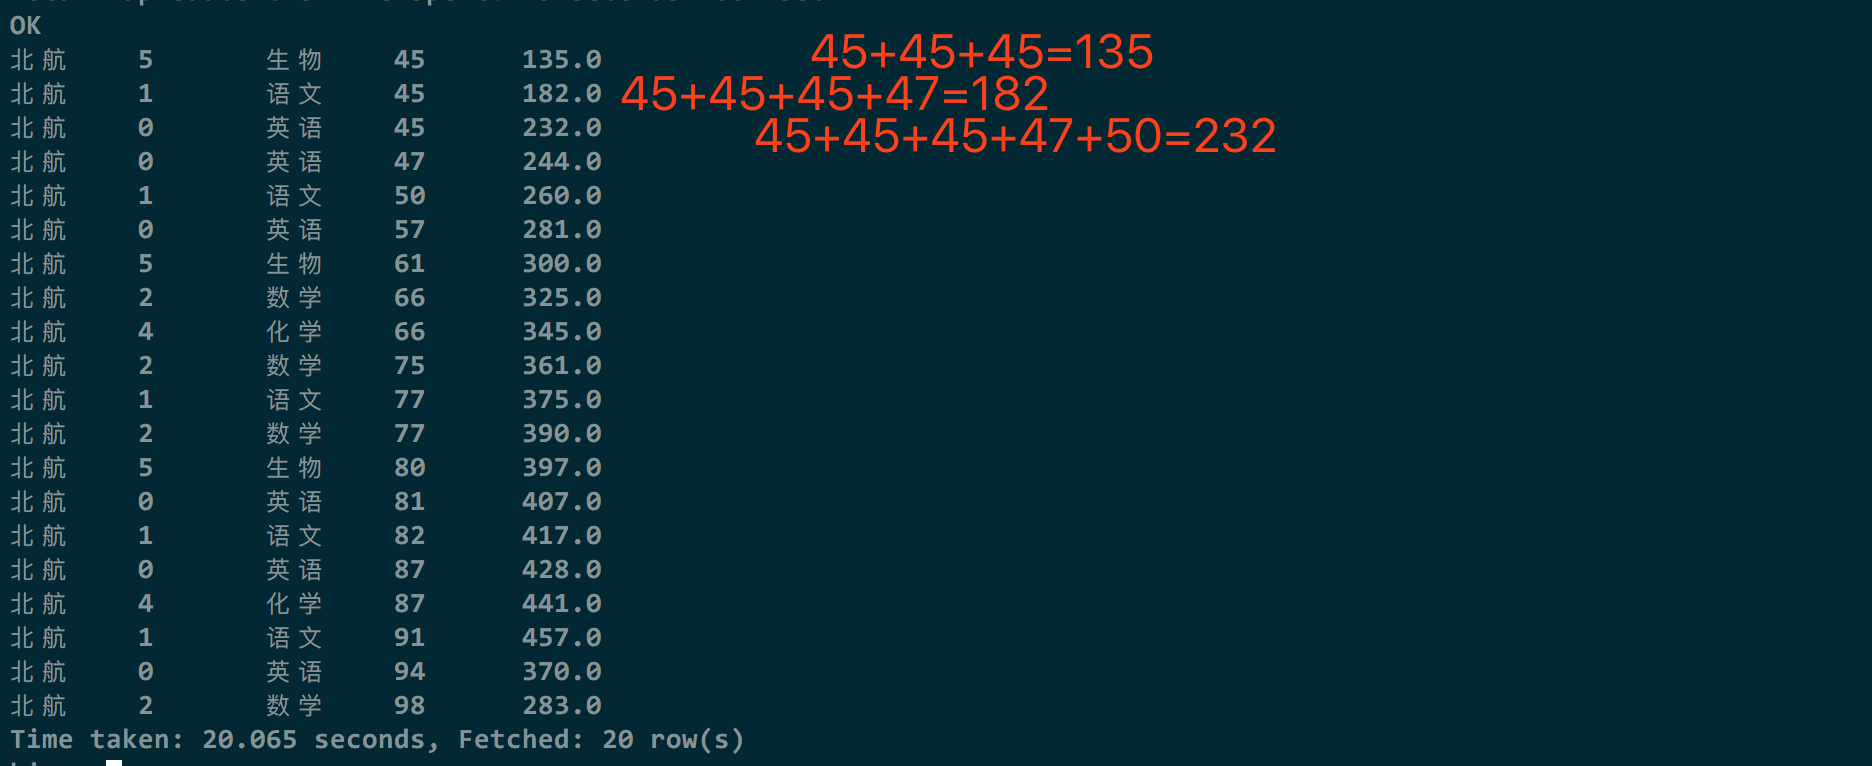 OK
北航 5 生物 45 135.0 45+45+45=135
北航 1 语文 45 182.0 45+45+45+47=182
北航 0 英语 45 232.0 45+45+45+47+50=232
北航 0 英语 47 244.0
北航 1 语文 50 260.0
北航 0 英语 57 281.0
北航 5 生物 61 300.0
北航 2 数学 66 325.0
北航 4 化学 66 345.0
北航 2 数学 75 361.0
北航 1 语文 77 375.0
北航 2 数学 77 390.0
北航 5 生物 80 397.0
北航 0 英语 81 407.0
北航 1 语文 82 417.0
北航 0 英语 87 428.0
北航 4 化学 87 441.0
北航 1 语文 91 457.0
北航 0 英语 94 370.0
北航 2 数学 98 283.0
Time taken: 20.065 seconds, Fetched: 20 row(s)